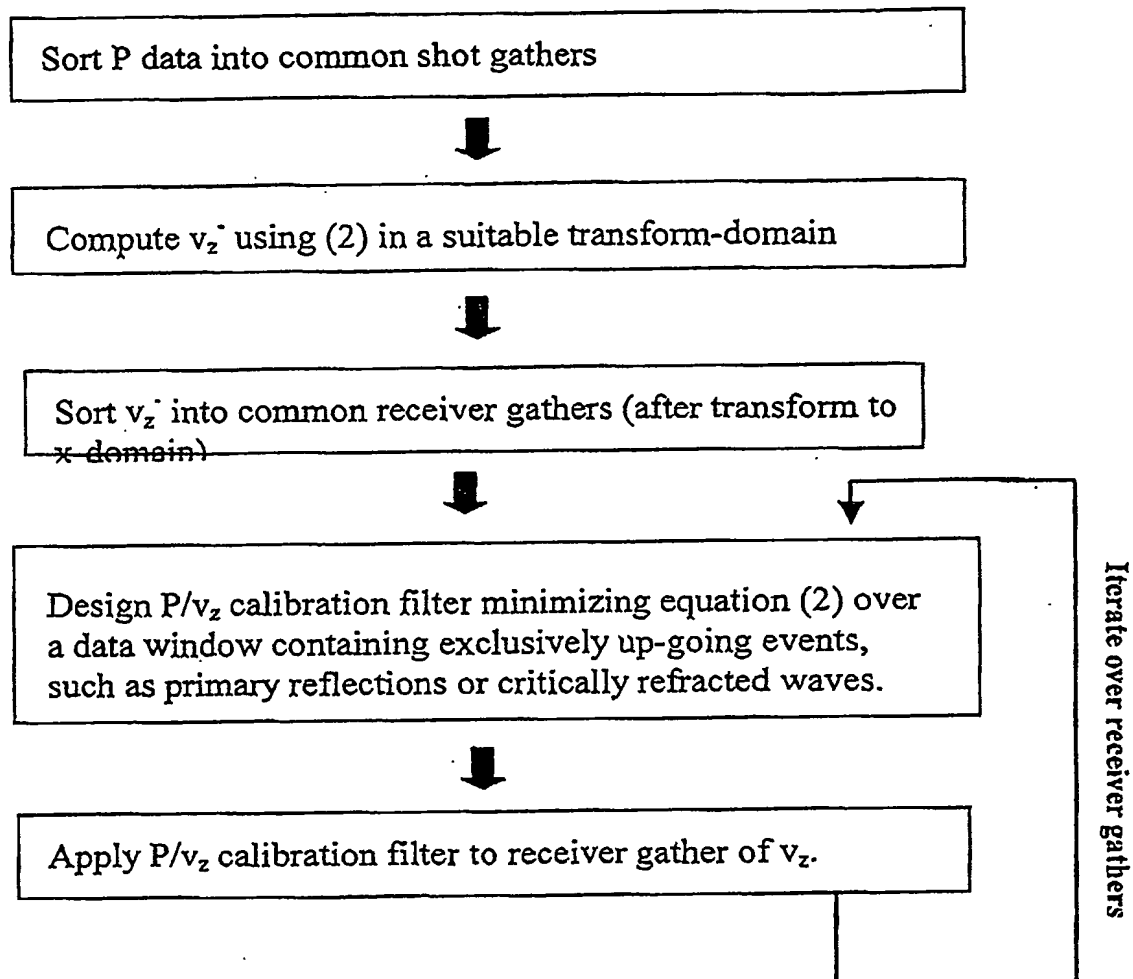 Sort P data into common shot gathers
Compute v_z^- using (2) in a suitable transform-domain
Sort v_z^- into common receiver gathers (after transform to
x-domain)
Design P/v_z calibration filter minimizing equation (2) over
a data window containing exclusively up-going events,
such as primary reflections or critically refracted waves.
Apply P/v_z calibration filter to receiver gather of v_z.
Iterate over receiver gathers